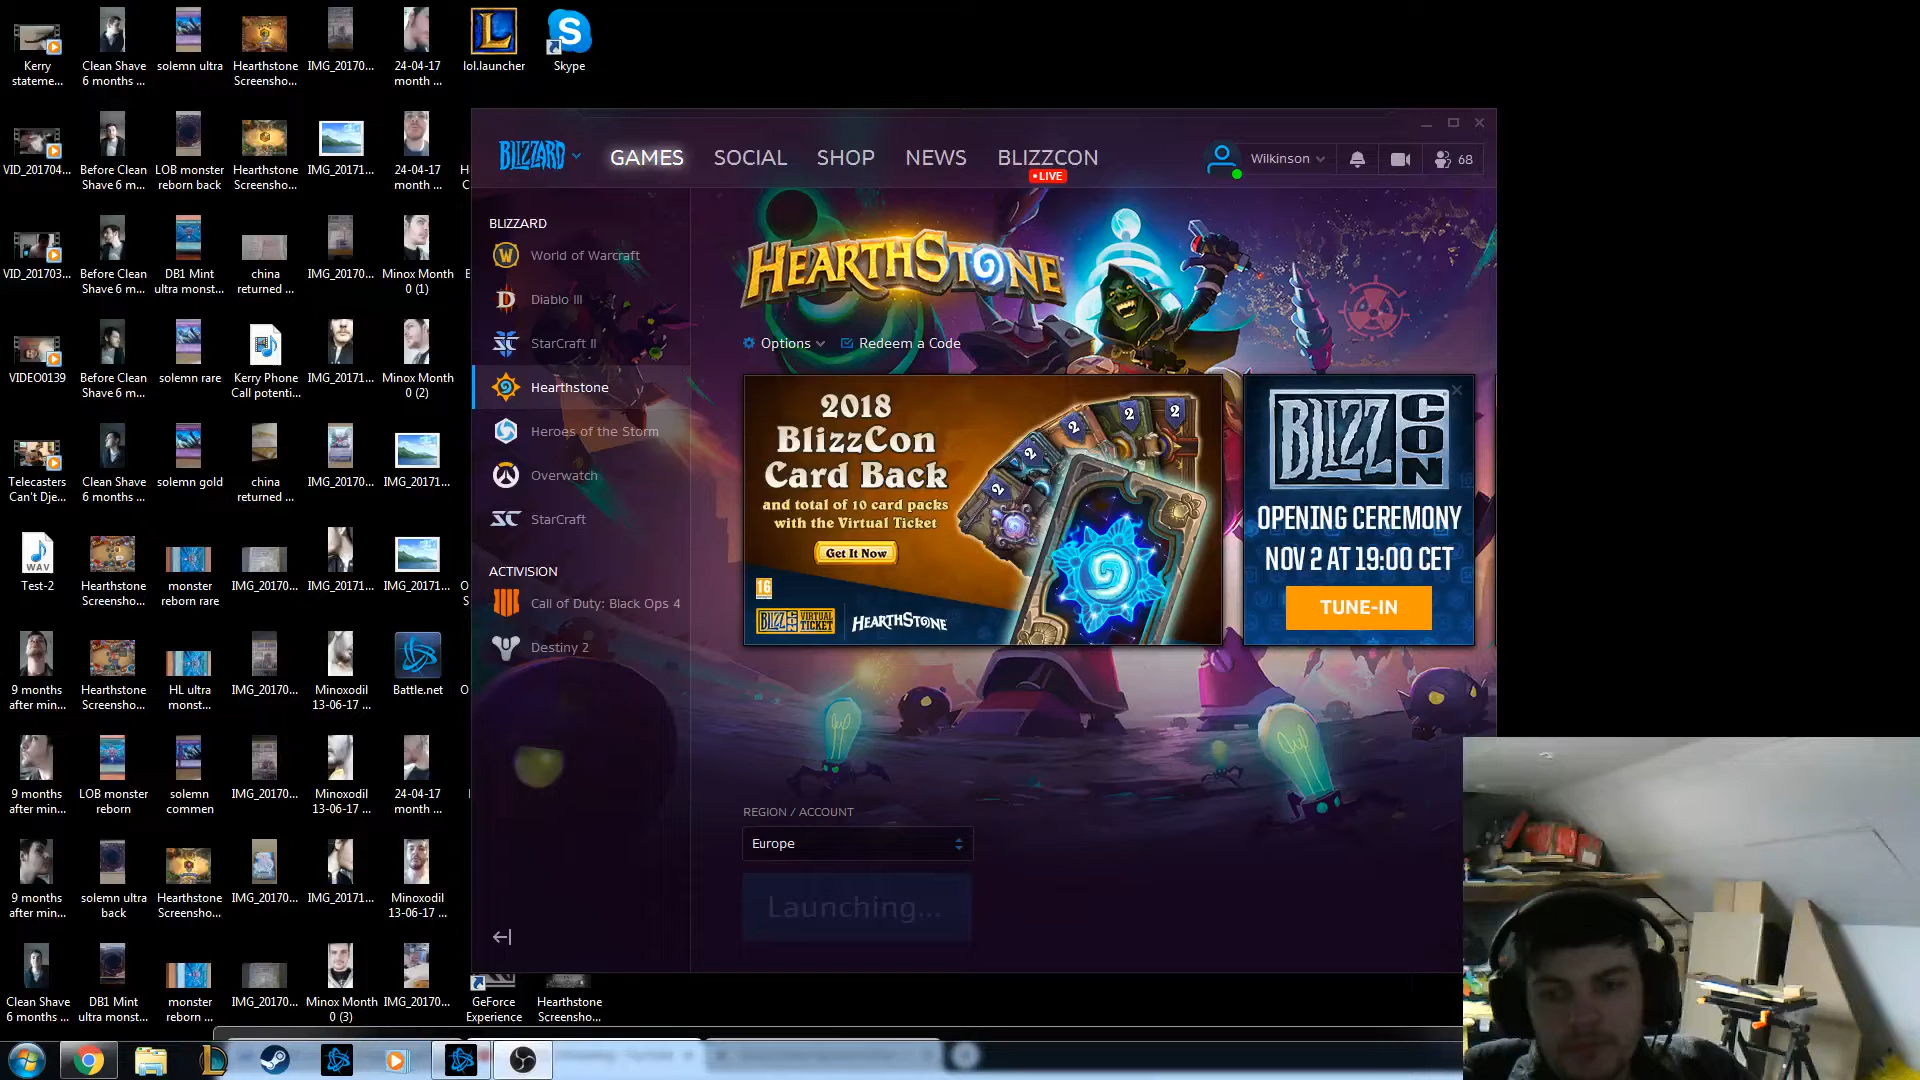 Kerry
stateme...
Clean Shave
6 months ...
solemn ultra
Hearthstone
Screensho...
IMG_20170...
24-04-17
month ...
lol.launcher
Skype
VID_201704...
Before Clean
Shave 6 m...
LOB monster
reborn back
Hearthstone
Screensho...
IMG_20171...
24-04-17
month ...
VID_201703...
Before Clean
Shave 6 m...
DB1 Mint
ultra monst...
china
returned ...
IMG_20170...
Minox Month
0 (1)
VIDEO0139
Before Clean
Shave 6 m...
solemn rare
Kerry Phone
Call potenti...
IMG_20171...
Minox Month
0 (2)
Telecasters
Can't Dje...
Clean Shave
6 months ...
solemn gold
china
returned ...
IMG_20170...
IMG_20171...
WAV
Test-2
Hearthstone
Screensho...
monster
reborn rare
IMG_20170...
IMG_20171...
IMG_20171...
9 months
after min...
Hearthstone
Screensho...
HL ultra
monst...
IMG_20170...
Minoxodil
13-06-17 ...
Battle.net
9 months
after min...
LOB monster
reborn
solemn
commen
IMG_20170...
Minoxodil
13-06-17 ...
24-04-17
month ...
9 months
after min...
solemn ultra
back
Hearthstone
Screensho...
IMG_20170...
IMG_20171...
Minoxodil
13-06-17 ...
Clean Shave
6 months ...
DB1 Mint
ultra monst...
monster
reborn ...
IMG_20170...
Minox Month
0 (3)
IMG_20170...
GeForce
Experience
Hearthstone
Screensho...
BLIZZARD
GAMES
SOCIAL
SHOP
NEWS
BLIZZCON
LIVE
Wilkinson
68
BLIZZARD
World of Warcraft
Diablo III
StarCraft II
Hearthstone
Heroes of the Storm
Overwatch
StarCraft
ACTIVISION
Call of Duty: Black Ops 4
Destiny 2
HEARTHSTONE
Options
Redeem a Code
2018
BlizzCon
Card Back
and total of 10 card packs
with the Virtual Ticket
Get It Now
16
BLIZZCON VIRTUAL TICKET
HEARTHSTONE
2
2
2
2
2
BLIZZCON
OPENING CEREMONY
NOV 2 AT 19:00 CET
TUNE-IN
REGION / ACCOUNT
Europe
Launching...